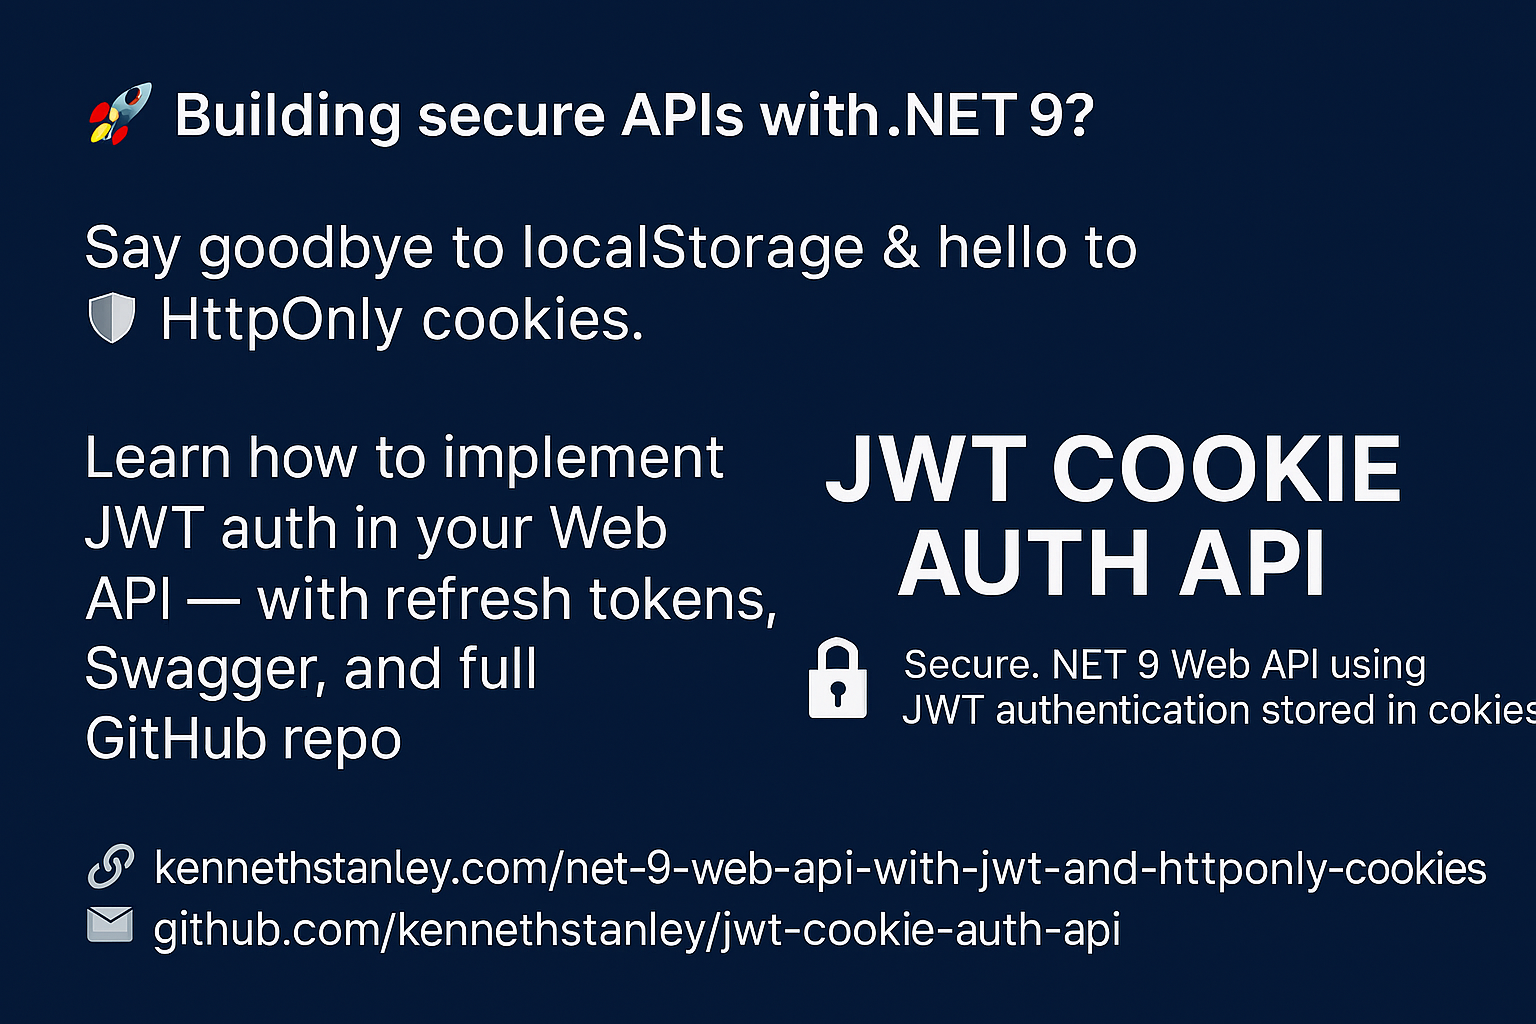 🚀 Building secure APIs with .NET 9?
Say goodbye to localStorage & hello to
🛡 HttpOnly cookies.
Learn how to implement
JWT auth in your Web
API — with refresh tokens,
Swagger, and full
GitHub repo
JWT COOKIE
AUTH API
Secure. NET 9 Web API using
JWT authentication stored in cokies
kennethstanley.com/net-9-web-api-with-jwt-and-httponly-cookies
github.com/kennethstanley/jwt-cookie-auth-api